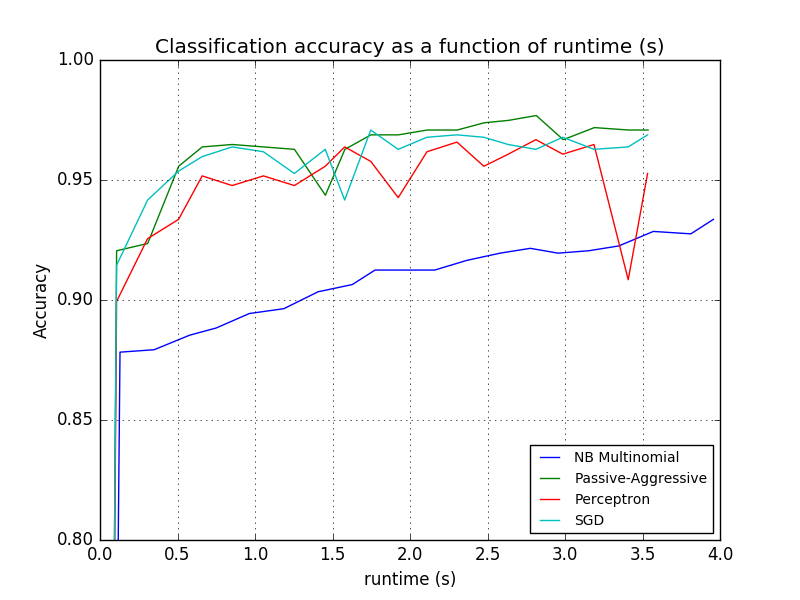 Classification accuracy as a function of runtime (s)
1.00
0.95
0.90
0.85
0.80
Accuracy
NB Multinomial
Passive-Aggressive
Perceptron
SGD
0.0 0.5 1.0 1.5 2.0 2.5 3.0 3.5 4.0
runtime (s)